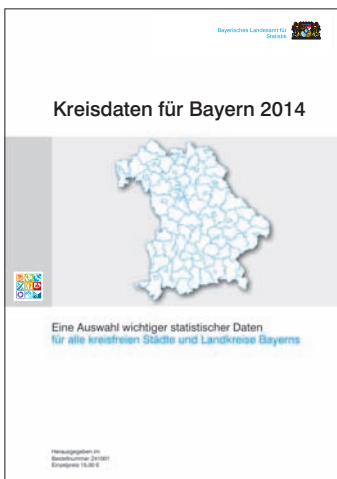 Bayerisches Landesamt für
Statistik
Kreisdaten für Bayern 2014
Eine Auswahl wichtiger statistischer Daten
für alle kreisfreien Städte und Landkreise Bayerns
Herausgegeben im
Bestellnummer Z41001
Einzelpreis 15,00 €